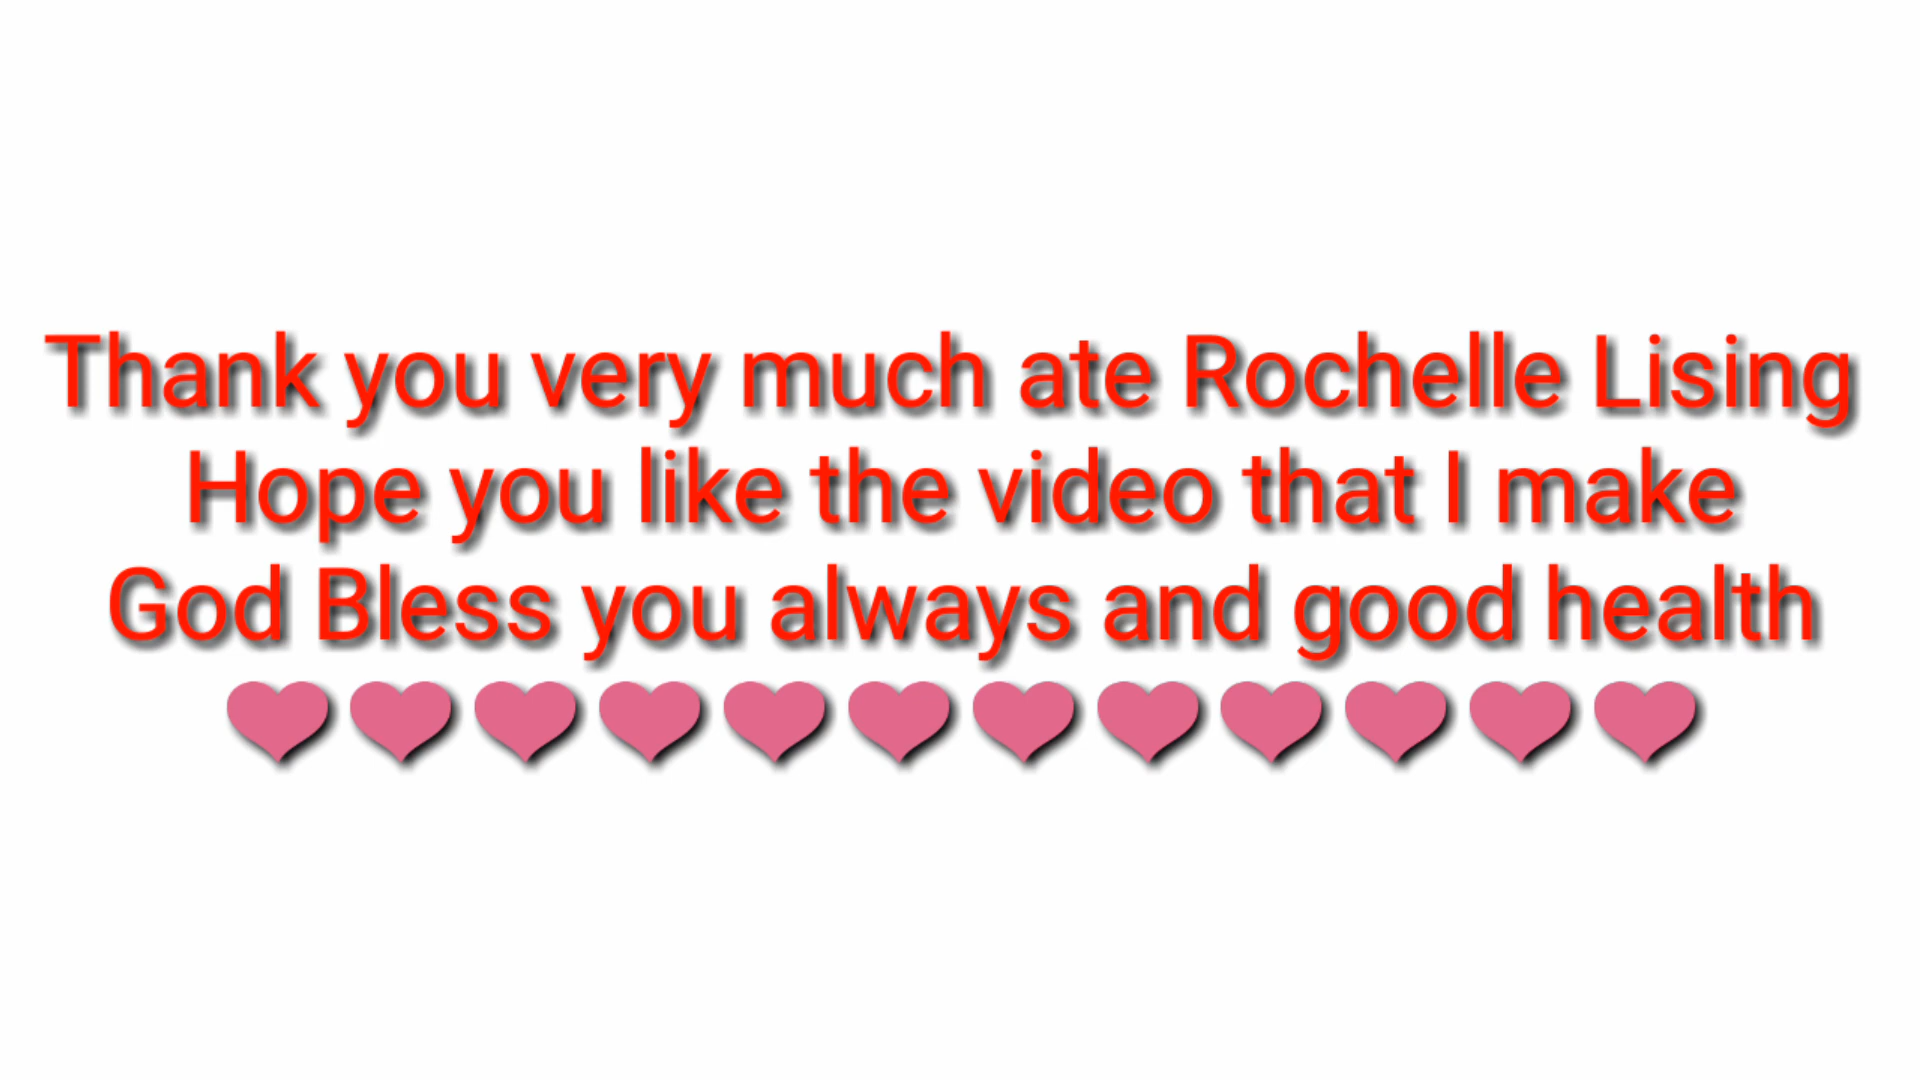 Thank you very much ate Rochelle Lising
Hope you like the video that I make
God Bless you always and good health
❤❤❤❤❤❤❤❤❤❤❤❤